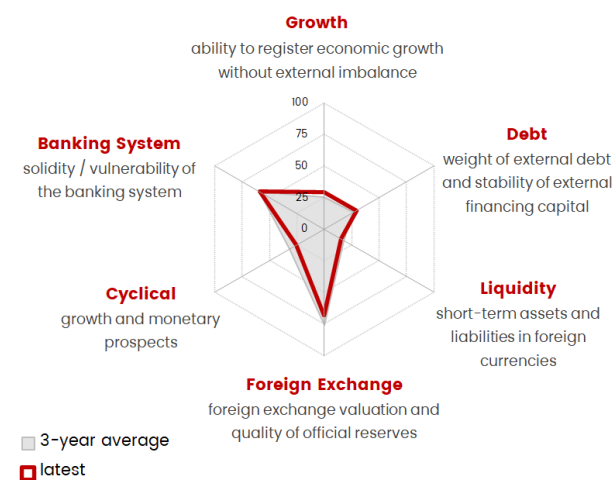 Growth
ability to register economic growth
without external imbalance
100
75
50
25
0
Banking System
solidity / vulnerability of
the banking system
Debt
weight of external debt
and stability of external
financing capital
Cyclical
growth and monetary
prospects
Liquidity
short-term assets and
liabilities in foreign
currencies
Foreign Exchange
foreign exchange valuation and
quality of official reserves
3-year average
latest